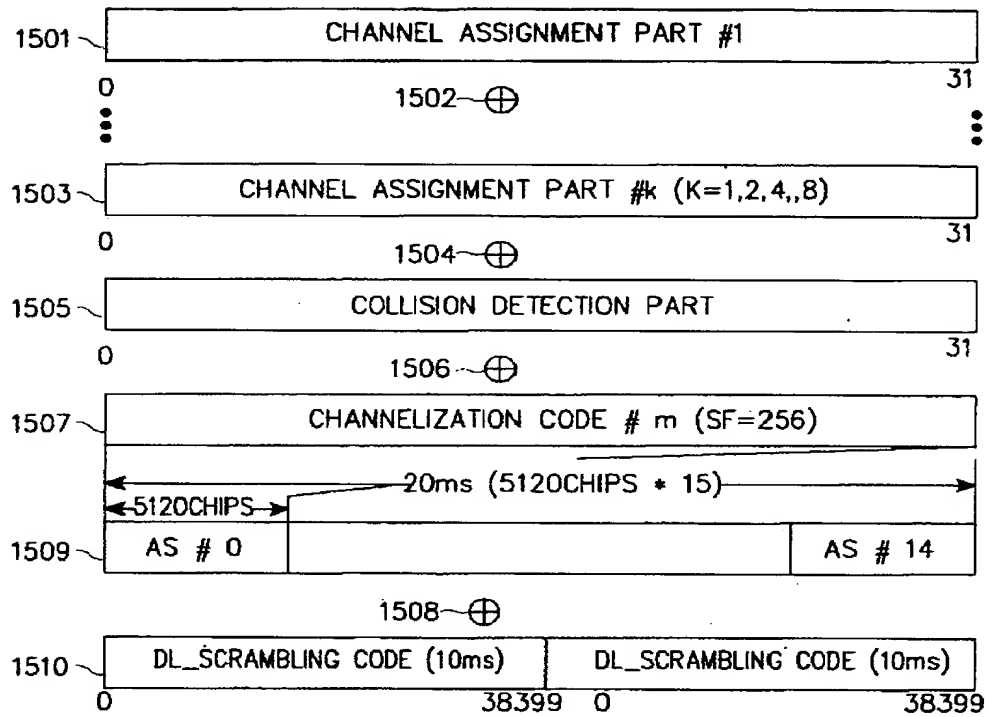 1501 CHANNEL ASSIGNMENT PART #1
0 31
1502
1503 CHANNEL ASSIGNMENT PART #k (K=1,2,4,,8)
0 31
1504
1505 COLLISION DETECTION PART
0 31
1506
1507 CHANNELIZATION CODE # m (SF=256)
20ms (5120CHIPS * 15)
5120CHIPS
1509 AS # 0 AS # 14
1508
1510 DL_SCRAMBLING CODE (10ms) DL_SCRAMBLING CODE (10ms)
0 38399 0 38399